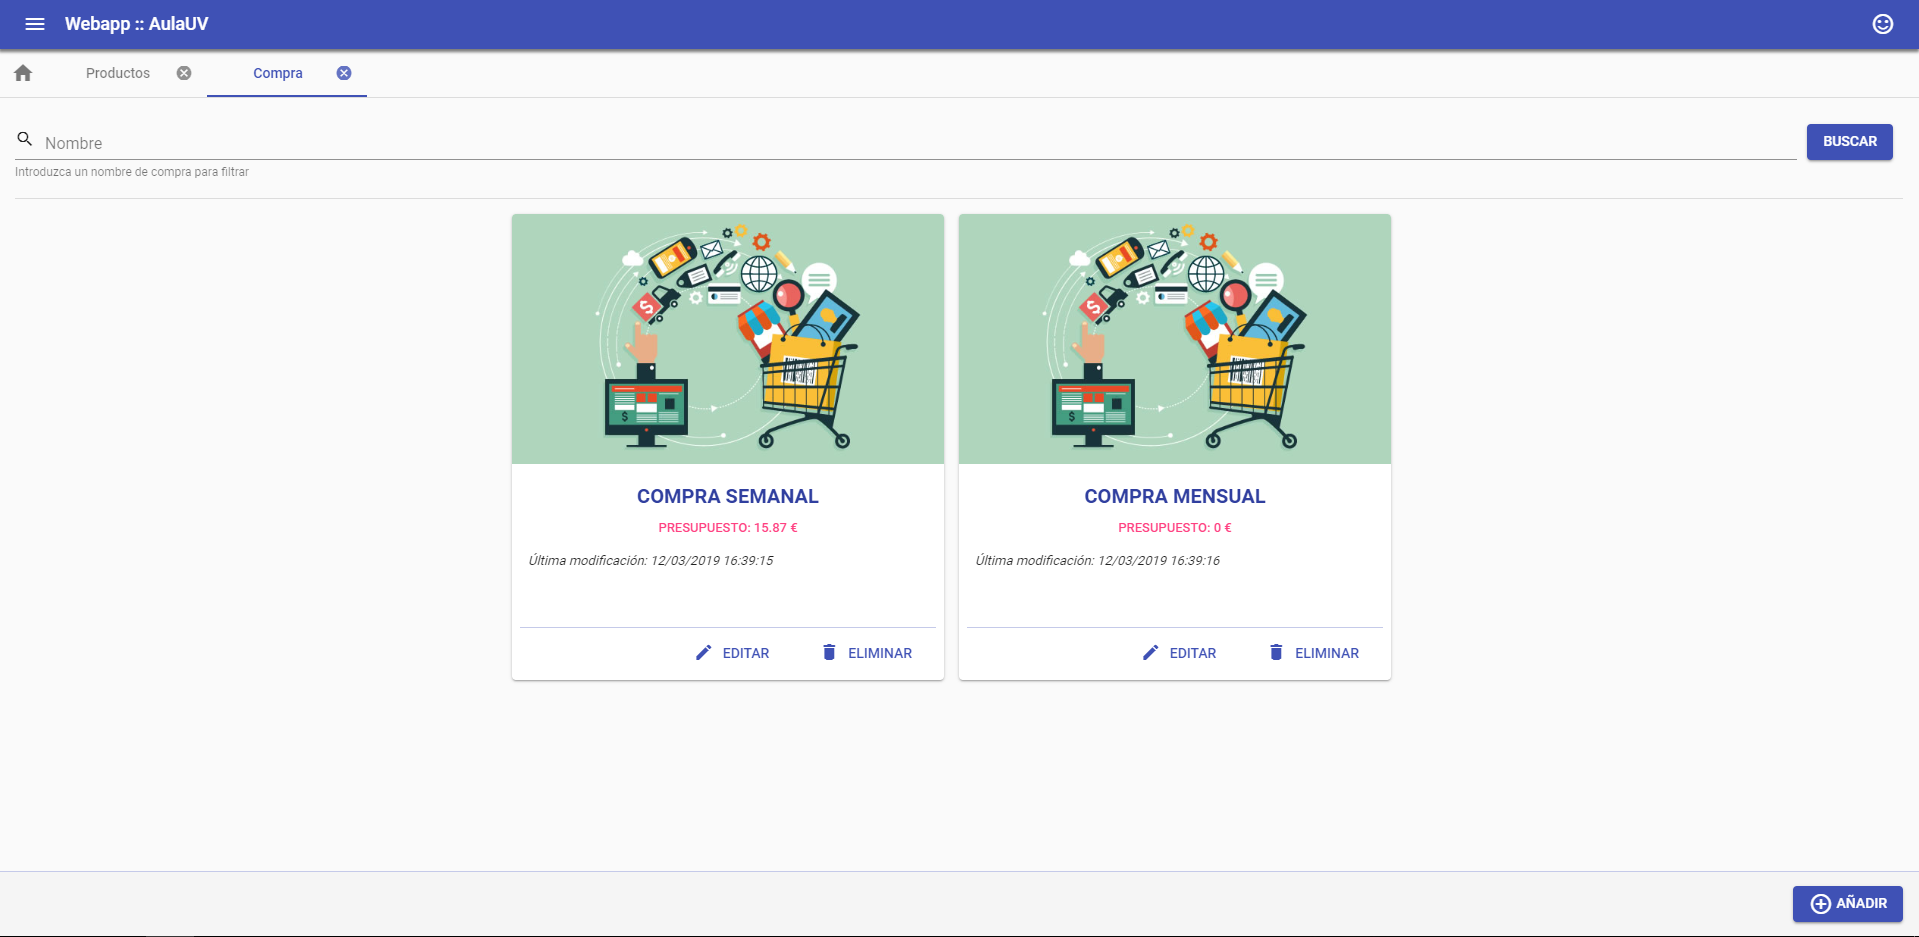 Webapp :: AulaUV
Productos
Compra
Nombre
BUSCAR
Introduzca un nombre de compra para filtrar
$
$
COMPRA SEMANAL
PRESUPUESTO: 15.87 €
Última modificación: 12/03/2019 16:39:15
EDITAR
ELIMINAR
$
$
COMPRA MENSUAL
PRESUPUESTO: 0 €
Última modificación: 12/03/2019 16:39:16
EDITAR
ELIMINAR
AÑADIR